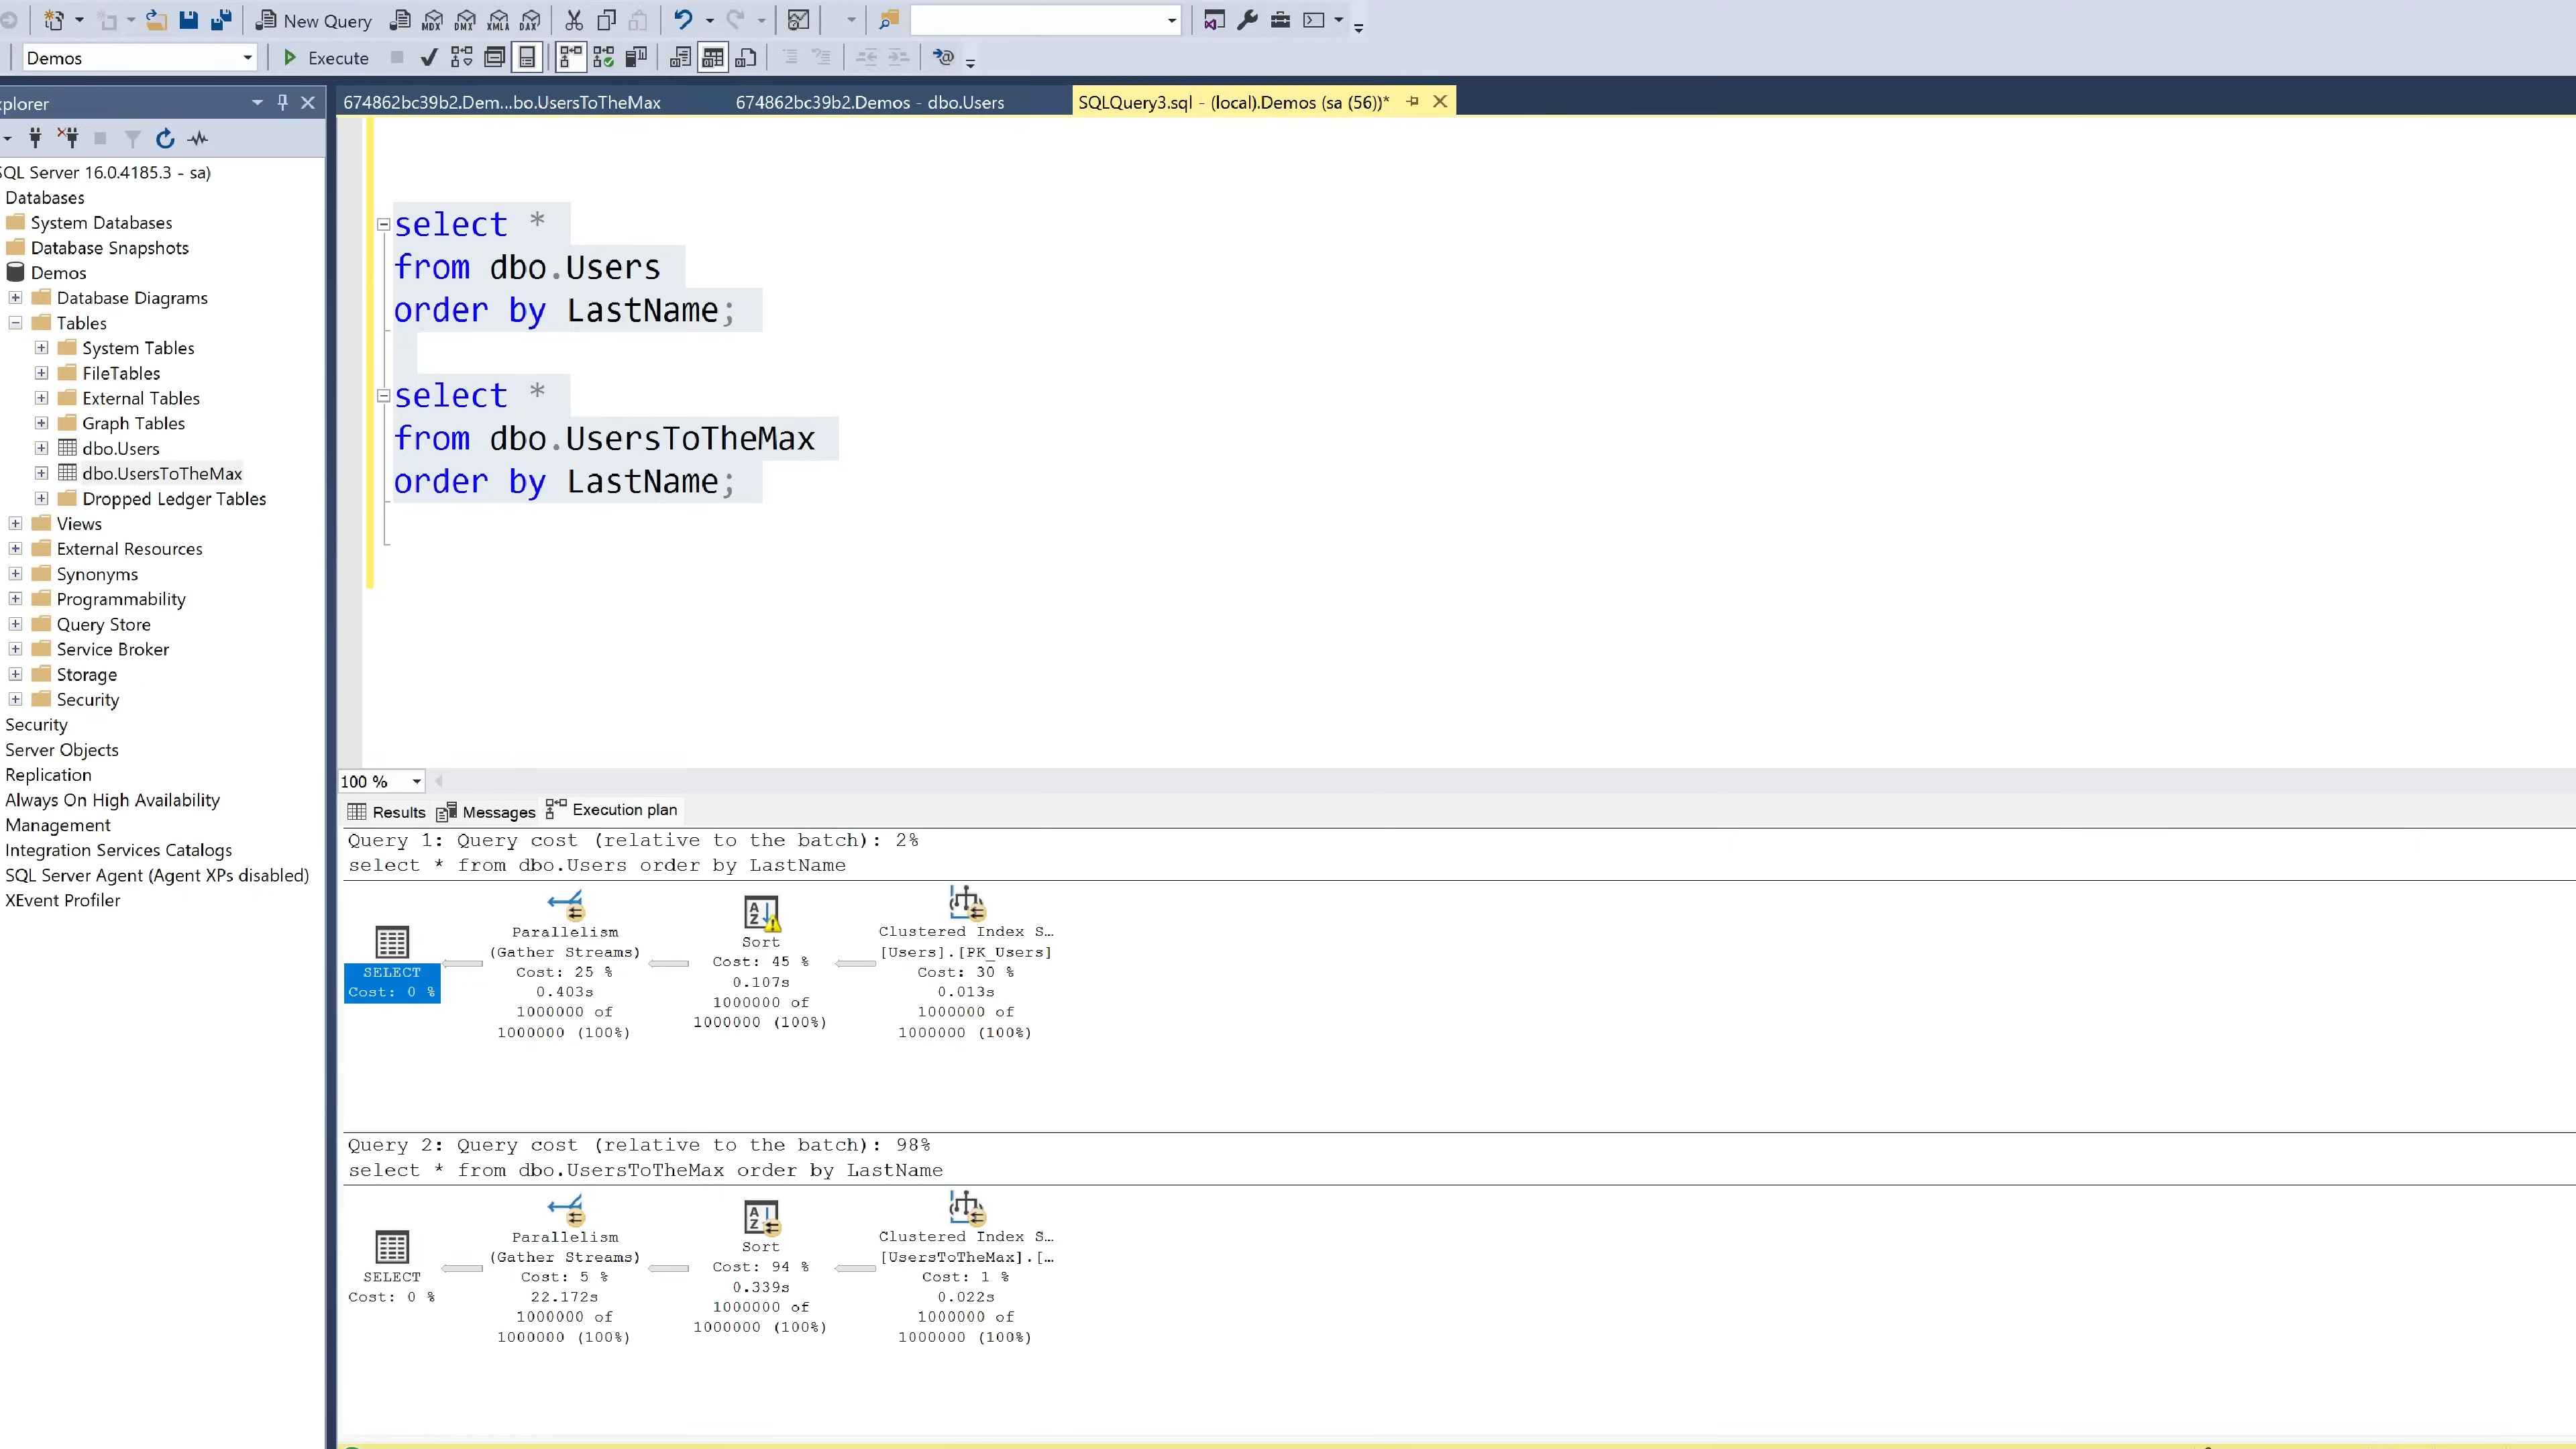 New Query
MDX
DMX
XMLA
DAX
Demos
Execute
xplorer
674862bc39b2.Dem...bo.UsersToTheMax
674862bc39b2.Demos - dbo.Users
SQLQuery3.sql - (local).Demos (sa (56))*
SQL Server 16.0.4185.3 - sa)
Databases
System Databases
Database Snapshots
Demos
Database Diagrams
Tables
System Tables
FileTables
External Tables
Graph Tables
dbo.Users
dbo.UsersToTheMax
Dropped Ledger Tables
Views
External Resources
Synonyms
Programmability
Query Store
Service Broker
Storage
Security
Security
Server Objects
Replication
Always On High Availability
Management
Integration Services Catalogs
SQL Server Agent (Agent XPs disabled)
XEvent Profiler
select *
from dbo.Users
order by LastName;
select *
from dbo.UsersToTheMax
order by LastName;
100 %
Results
Messages
Execution plan
Query 1: Query cost (relative to the batch): 2%
select * from dbo.Users order by LastName
SELECT
Cost: 0 %
Parallelism
(Gather Streams)
Cost: 25 %
0.403s
1000000 of
1000000 (100%)
Sort
Cost: 45 %
0.107s
1000000 of
1000000 (100%)
Clustered Index S…
[Users].[PK_Users]
Cost: 30 %
0.013s
1000000 of
1000000 (100%)
Query 2: Query cost (relative to the batch): 98%
select * from dbo.UsersToTheMax order by LastName
SELECT
Cost: 0 %
Parallelism
(Gather Streams)
Cost: 5 %
22.172s
1000000 of
1000000 (100%)
Sort
Cost: 94 %
0.339s
1000000 of
1000000 (100%)
Clustered Index S…
[UsersToTheMax].[…
Cost: 1 %
0.022s
1000000 of
1000000 (100%)